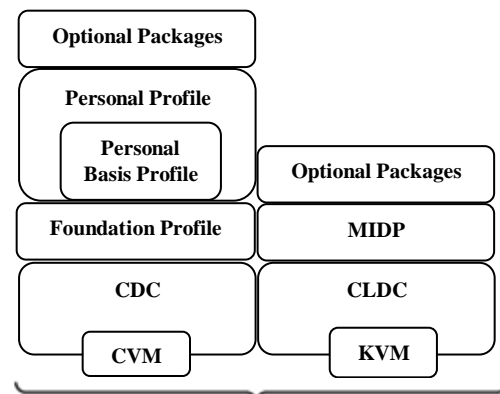 Optional Packages
Personal Profile
Personal
Basis Profile
Optional Packages
Foundation Profile
MIDP
CDC
CLDC
CVM
KVM